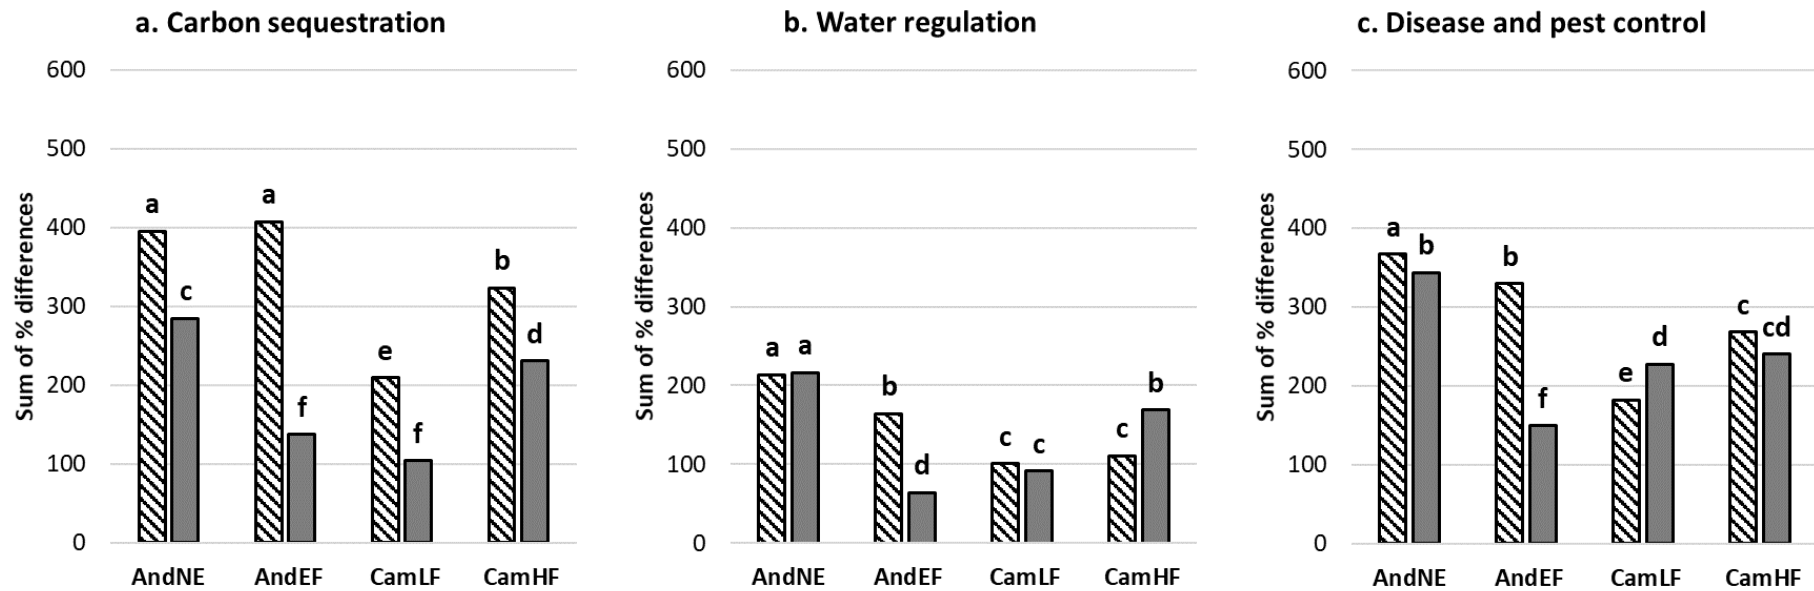 a. Carbon sequestration
Sum of % differences
600
500
400
300
200
100
0
a
c
a
f
e
f
b
d
AndNE
AndEF
CamLF
CamHF
b. Water regulation
Sum of % differences
600
500
400
300
200
100
0
a
a
b
d
c
c
c
b
AndNE
AndEF
CamLF
CamHF
c. Disease and pest control
Sum of % differences
600
500
400
300
200
100
0
a
b
b
f
e
d
c
cd
AndNE
AndEF
CamLF
CamHF